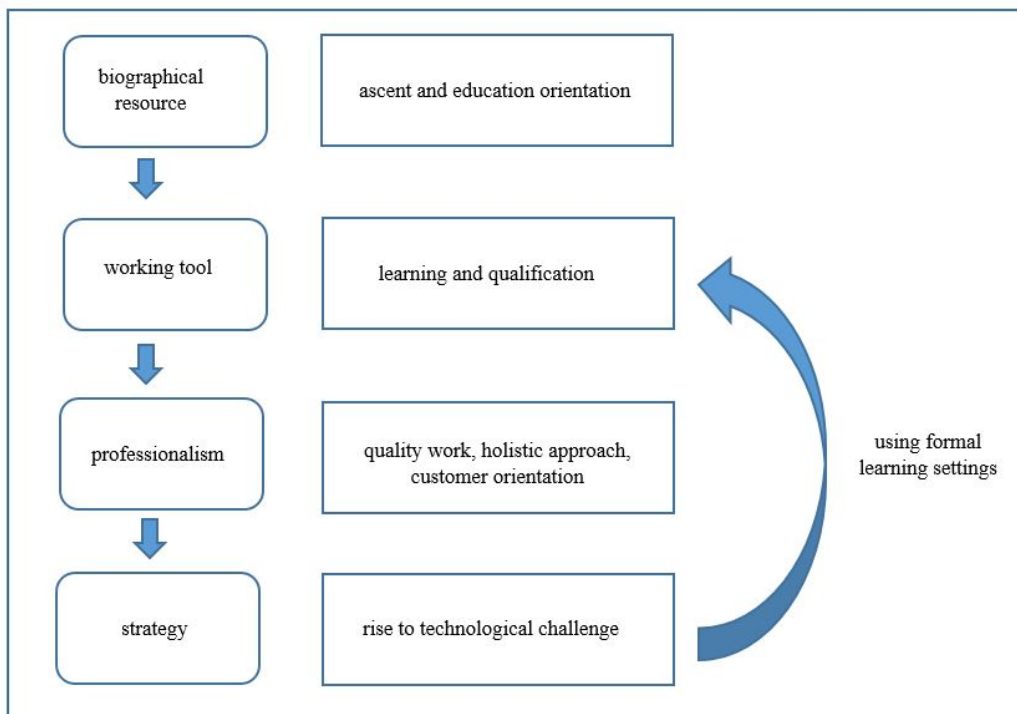 biographical
resource
ascent and education orientation
working tool
learning and qualification
professionalism
quality work, holistic approach,
customer orientation
using formal
learning settings
strategy
rise to technological challenge